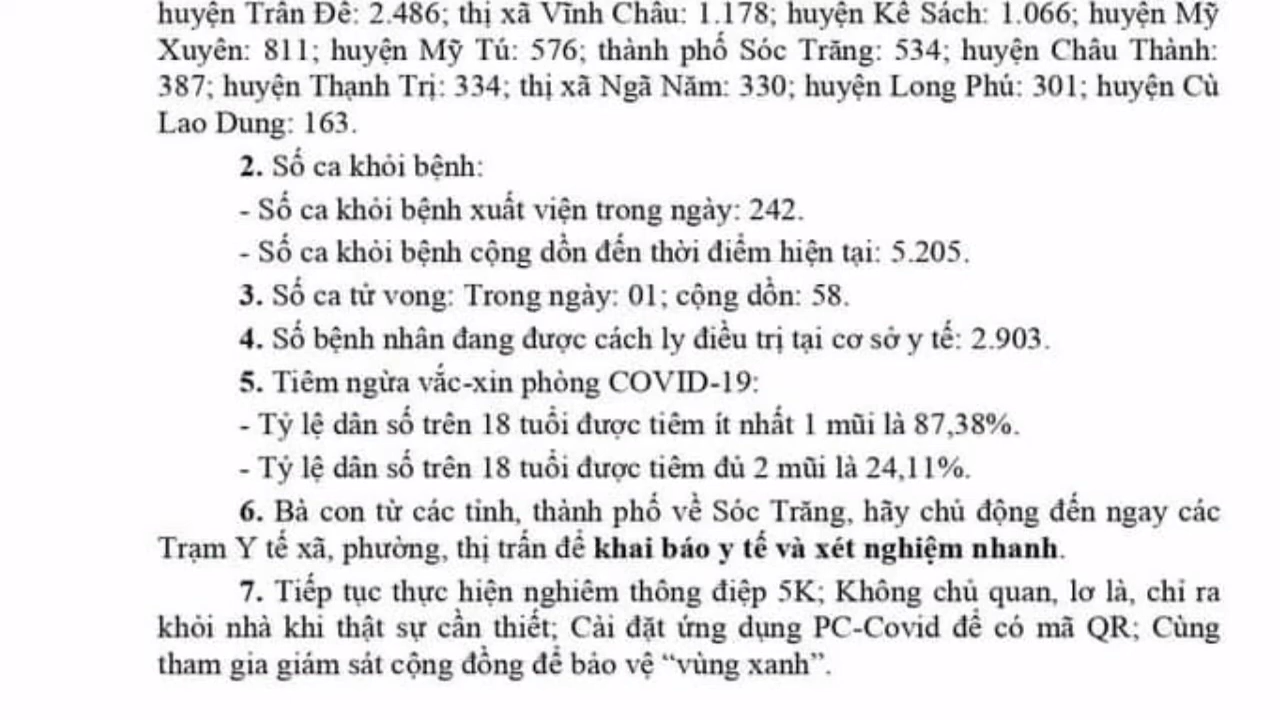 huyện Trần Đề: 2.486; thị xã Vĩnh Châu: 1.178; huyện Kế Sách: 1.066; huyện Mỹ
Xuyên: 811; huyện Mỹ Tú: 576; thành phố Sóc Trăng: 534; huyện Châu Thành:
387; huyện Thạnh Trị: 334; thị xã Ngã Năm: 330; huyện Long Phú: 301; huyện Cù
Lao Dung: 163.
2. Số ca khỏi bệnh:
- Số ca khỏi bệnh xuất viện trong ngày: 242.
- Số ca khỏi bệnh cộng dồn đến thời điểm hiện tại: 5.205.
3. Số ca tử vong: Trong ngày: 01; cộng dồn: 58.
4. Số bệnh nhân đang được cách ly điều trị tại cơ sở y tế: 2.903.
5. Tiêm ngừa vắc-xin phòng COVID-19:
- Tỷ lệ dân số trên 18 tuổi được tiêm ít nhất 1 mũi là 87,38%.
- Tỷ lệ dân số trên 18 tuổi được tiêm đủ 2 mũi là 24,11%.
6. Bà con từ các tỉnh, thành phố về Sóc Trăng, hãy chủ động đến ngay các
Trạm Y tế xã, phường, thị trấn để khai báo y tế và xét nghiệm nhanh.
7. Tiếp tục thực hiện nghiêm thông điệp 5K; Không chủ quan, lơ là, chỉ ra
khỏi nhà khi thật sự cần thiết; Cài đặt ứng dụng PC-Covid để có mã QR; Cùng
tham gia giám sát cộng đồng để bảo vệ “vùng xanh”.